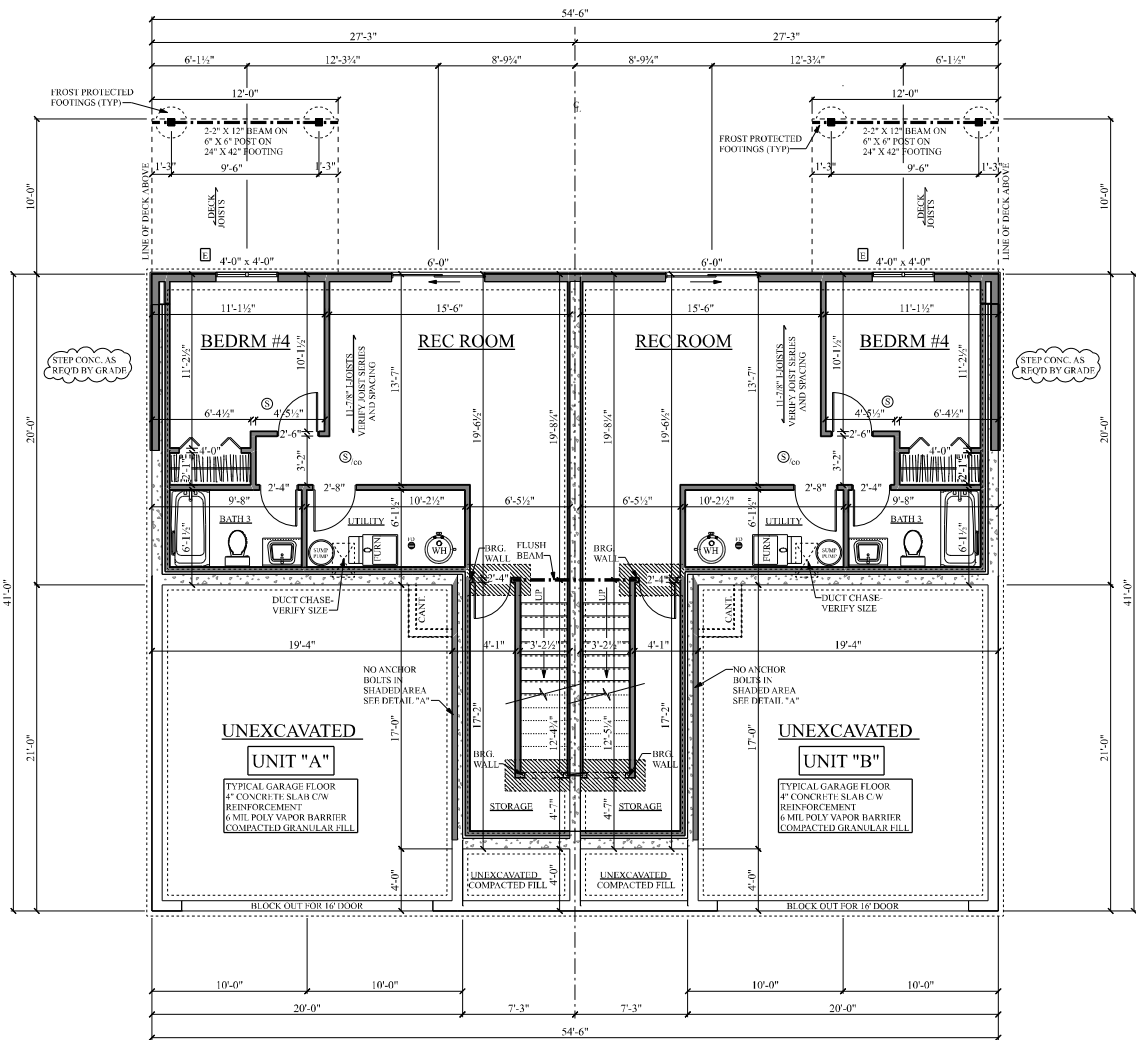 54'-6"
27'-3" 27'-3"
6'-1½" 12'-3¾" 8'-9¾" 8'-9¾" 12'-3¾" 6'-1½"
FROST PROTECTED
FOOTINGS (TYP)
12'-0" 12'-0"
2-2" X 12" BEAM ON
6" X 6" POST ON
24" X 42" FOOTING
FROST PROTECTED
FOOTINGS (TYP)
2-2" X 12" BEAM ON
6" X 6" POST ON
24" X 42" FOOTING
1'-3" 9'-6" 1'-3" 1'-3" 9'-6" 1'-3"
10'-0" 10'-0"
LINE OF DECK ABOVE
DECK
JOISTS
DECK
JOISTS
LINE OF DECK ABOVE
E E
4'-0" x 4'-0" 6'-0" 6'-0" 4'-0" x 4'-0"
11'-1½" 15'-6" 15'-6" 11'-1½"
BEDRM #4 REC ROOM REC ROOM BEDRM #4
STEP CONC. AS
REQ'D BY GRADE
STEP CONC. AS
REQ'D BY GRADE
11'-2½" 10'-1½" 13'-7" 13'-7" 10'-1½" 11'-2½"
11-7/8" I-JOISTS
VERIFY JOIST SERIES
AND SPACING
11-7/8" I-JOISTS
VERIFY JOIST SERIES
AND SPACING
S S
6'-4½" 4'-5½" 4'-5½" 6'-4½"
19'-6½" 19'-8¼" 19'-8¼" 19'-6½"
20'-0" 20'-0"
2'-6" 2'-6"
4'-0" 4'-0"
S/CO S/CO
3'-2" 3'-2"
2'-1" 2'-1"
2'-4" 2'-8" 2'-8" 2'-4"
9'-8" 10'-2½" 6'-5½" 6'-5½" 10'-2½" 9'-8"
BATH 3 UTILITY UTILITY BATH 3
6'-1½" 6'-1½" 6'-1½" 6'-1½"
SUMP
PUMP
FURN
FD
WH
WH
FURN
SUMP
PUMP
BRG.
WALL
FLUSH
BEAM
BRG.
WALL
2'-4" 2'-4"
UP UP
DUCT CHASE-
VERIFY SIZE
DUCT CHASE-
VERIFY SIZE
CANT. CANT.
41'-0" 41'-0"
19'-4" 4'-1" 3'-2½" 3'-2½" 4'-1" 19'-4"
NO ANCHOR
BOLTS IN
SHADED AREA
SEE DETAIL "A"
NO ANCHOR
BOLTS IN
SHADED AREA
SEE DETAIL "A"
17'-0" 17'-2" 12'-4¼" 12'-5¼" 17'-2" 17'-0"
21'-0" 21'-0"
UNEXCAVATED UNEXCAVATED
UNIT "A" UNIT "B"
BRG.
WALL
BRG.
WALL
TYPICAL GARAGE FLOOR
4" CONCRETE SLAB C/W
REINFORCEMENT
6 MIL POLY VAPOR BARRIER
COMPACTED GRANULAR FILL
TYPICAL GARAGE FLOOR
4" CONCRETE SLAB C/W
REINFORCEMENT
6 MIL POLY VAPOR BARRIER
COMPACTED GRANULAR FILL
STORAGE STORAGE
4'-7" 4'-7"
UNEXCAVATED
COMPACTED FILL
UNEXCAVATED
COMPACTED FILL
4'-0" 4'-0" 4'-0"
BLOCK OUT FOR 16' DOOR BLOCK OUT FOR 16' DOOR
10'-0" 10'-0" 10'-0" 10'-0"
20'-0" 7'-3" 7'-3" 20'-0"
54'-6"